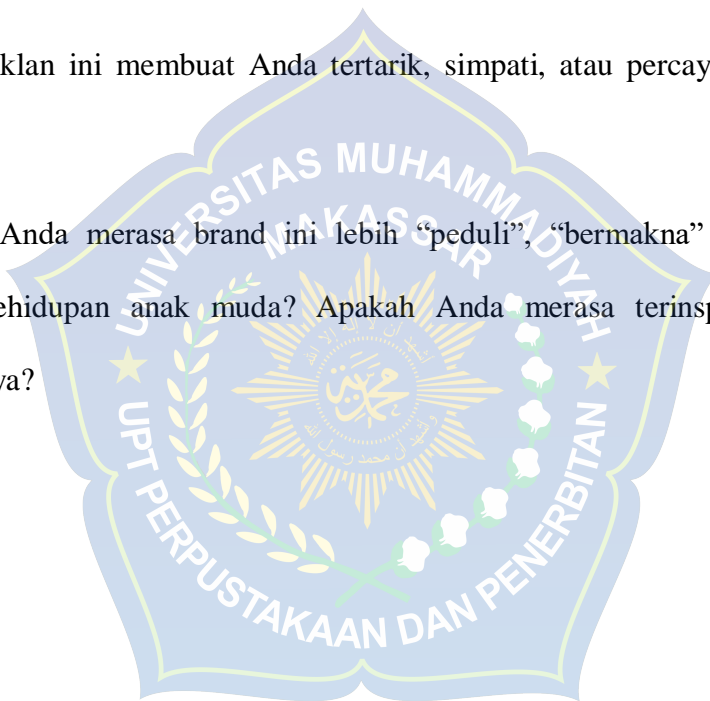 klan ini membuat Anda tertarik, simpati, atau percay
Anda merasa brand ini lebih “peduli”, “bermakna”
ehidupan anak muda? Apakah Anda merasa terinsp
ya?
UNIVERSITAS MUHAMMADIYAH
MAKASSAR
UPT PERPUSTAKAAN DAN PENERBITAN